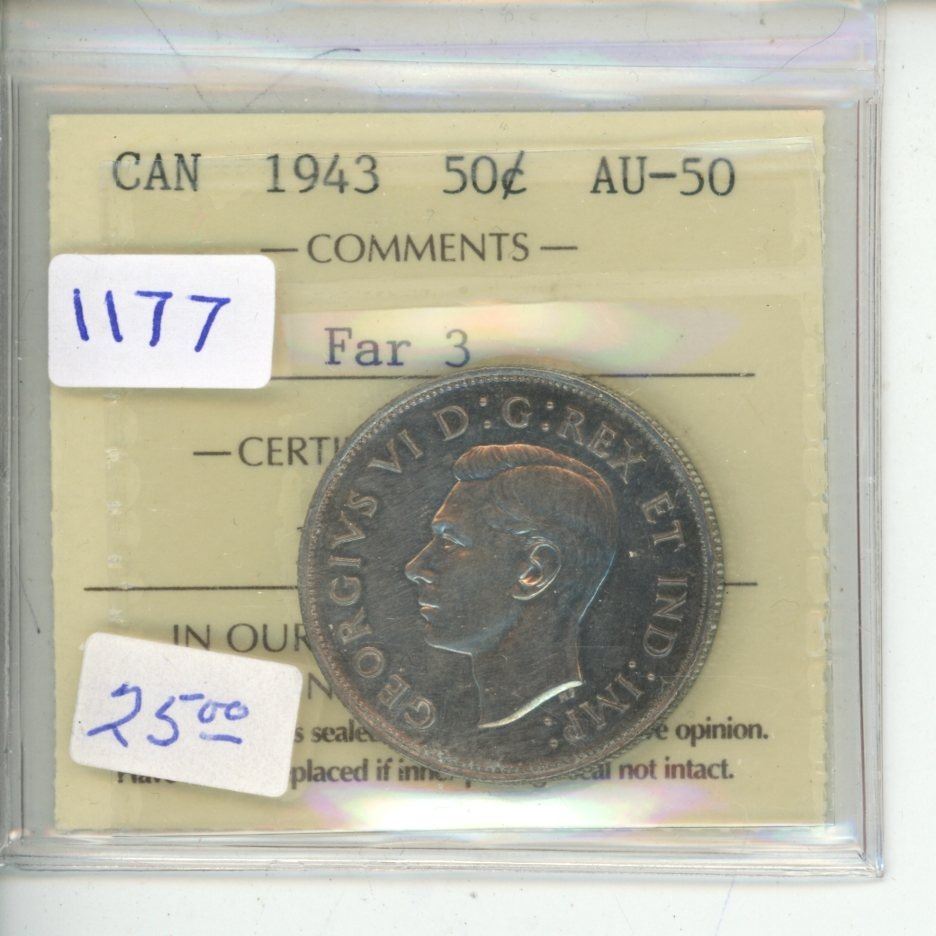 CAN 1943 50¢ AU-50
— COMMENTS —
1177
Far 3
— CERTI
IN OUR
N
s seale
e opinion.
placed if inn
eal not intact.
25.00
GEORGIVS VI D:G:REX ET IND:IMP: